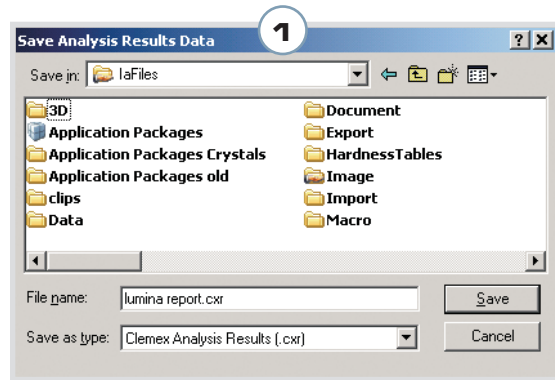 1
Save Analysis Results Data
Save in: IaFiles
3D
Application Packages
Application Packages Crystals
Application Packages old
clips
Data
Document
Export
HardnessTables
Image
Import
Macro
File name: lumina report.cxr
Save
Save as type: Clemex Analysis Results (.cxr)
Cancel